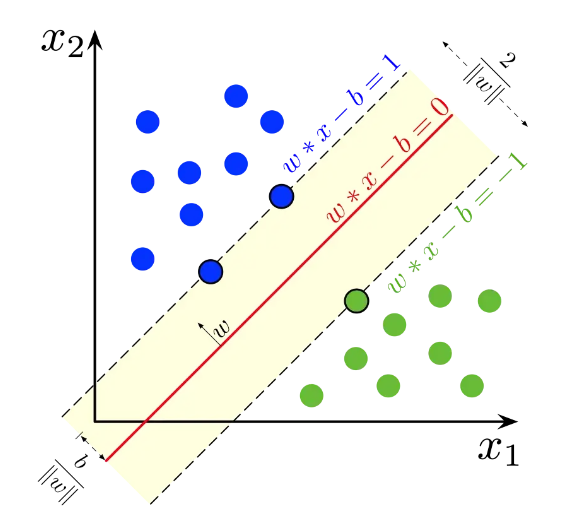 x₂
w * x − b = 1
2
‖w‖
w * x − b = 0
w * x − b = −1
w
b
‖w‖
x₁